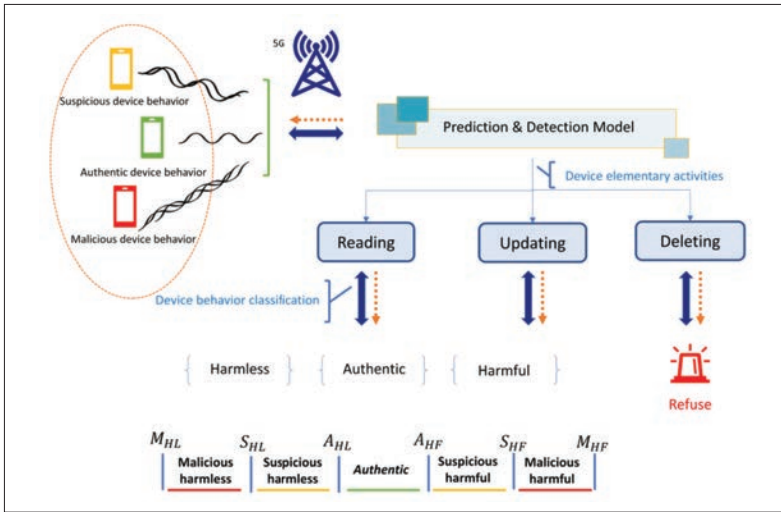 5G
Suspicious device behavior
Authentic device behavior
Malicious device behavior
Prediction & Detection Model
Device elementary activities
Reading
Updating
Deleting
Device behavior classification
Harmless
Authentic
Harmful
Refuse
M_HL S_HL A_HL A_HF S_HF M_HF
Malicious harmless
Suspicious harmless
Authentic
Suspicious harmful
Malicious harmful